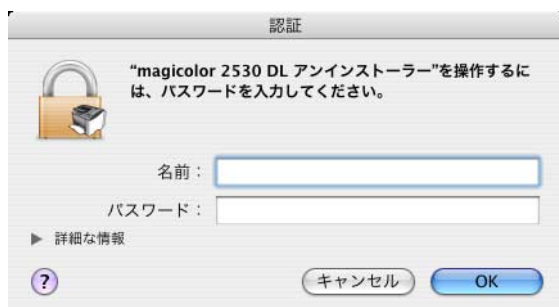 認証
“magicolor 2530 DL アンインストーラー”を操作するに
は、パスワードを入力してください。
名前：
パスワード：
▶ 詳細な情報
?
キャンセル
OK